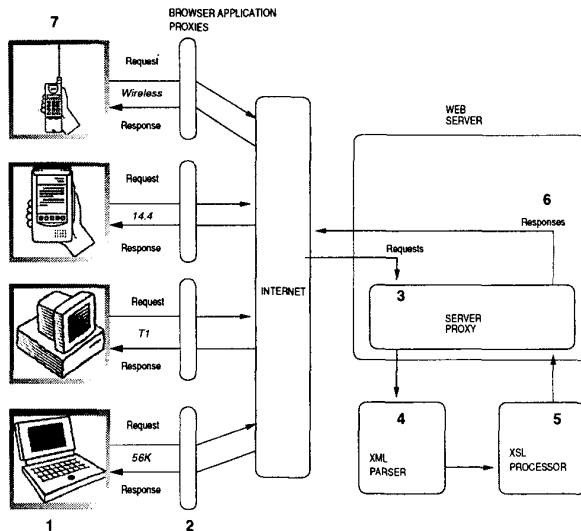 7
BROWSER APPLICATION
PROXIES
Request
Wireless
Response
WEB
SERVER
Request
14.4
Response
6
Responses
Requests
INTERNET
3
SERVER
PROXY
Request
T1
Response
4
XML
PARSER
5
XSL
PROCESSOR
Request
56K
Response
1
2